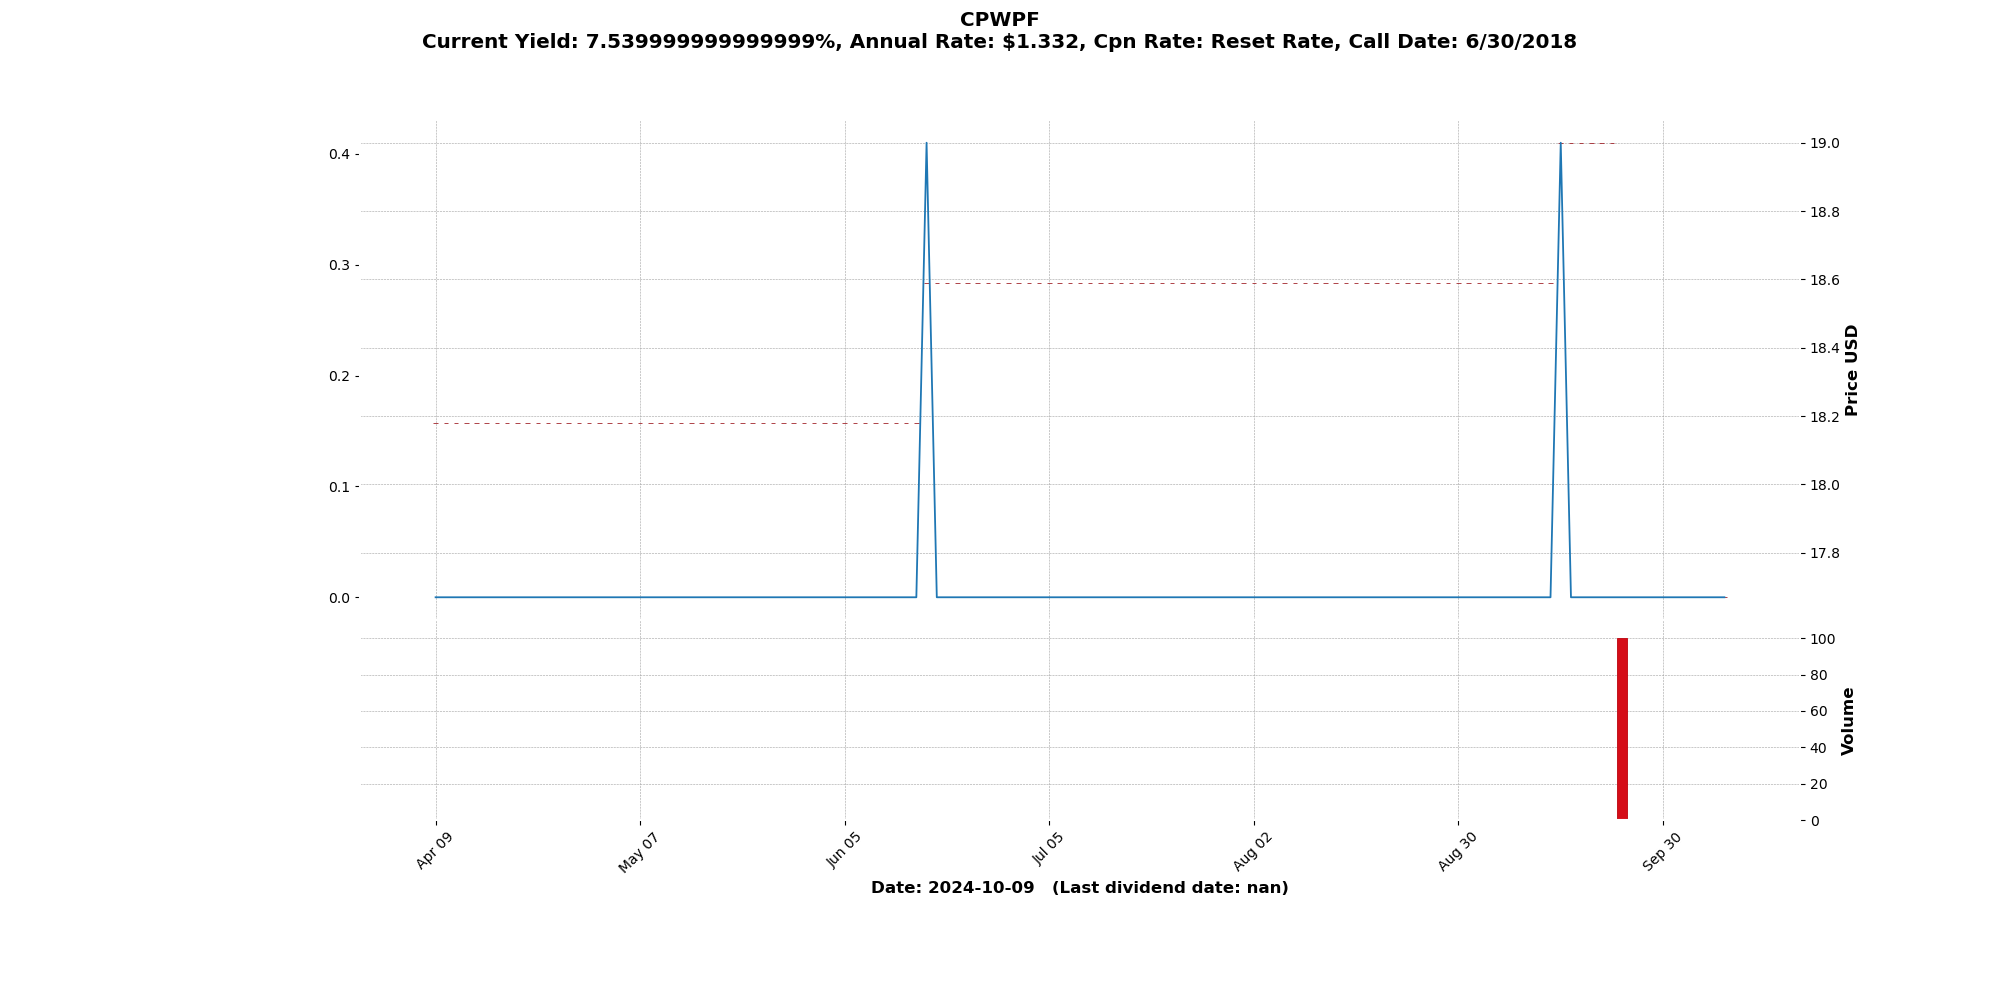 CPWPF
Current Yield: 7.539999999999999%, Annual Rate: $1.332, Cpn Rate: Reset Rate, Call Date: 6/30/2018
0.4
0.3
0.2
0.1
0.0
19.0
18.8
18.6
18.4
18.2
18.0
17.8
Price USD
100
80
60
40
20
0
Volume
Apr 09
May 07
Jun 05
Jul 05
Aug 02
Aug 30
Sep 30
Date: 2024-10-09   (Last dividend date: nan)